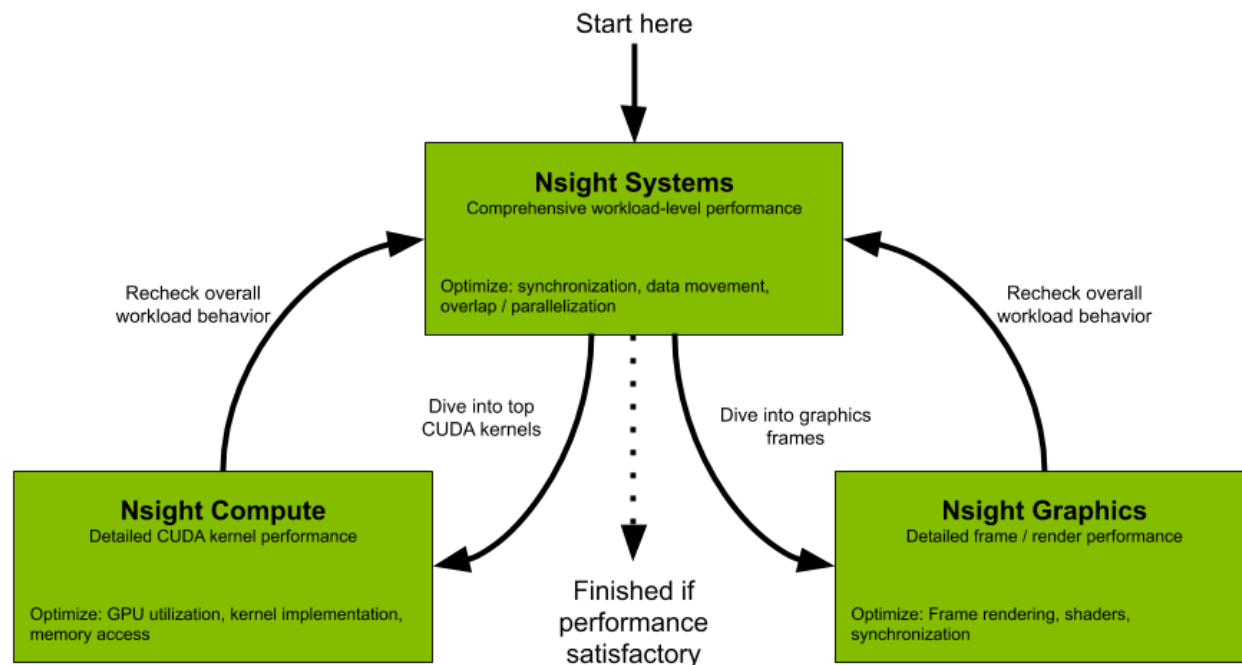 Start here
Nsight Systems
Comprehensive workload-level performance
Optimize: synchronization, data movement,
overlap / parallelization
Recheck overall
workload behavior
Recheck overall
workload behavior
Dive into top
CUDA kernels
Dive into graphics
frames
Nsight Compute
Detailed CUDA kernel performance
Optimize: GPU utilization, kernel implementation,
memory access
Finished if
performance
satisfactory
Nsight Graphics
Detailed frame / render performance
Optimize: Frame rendering, shaders,
synchronization